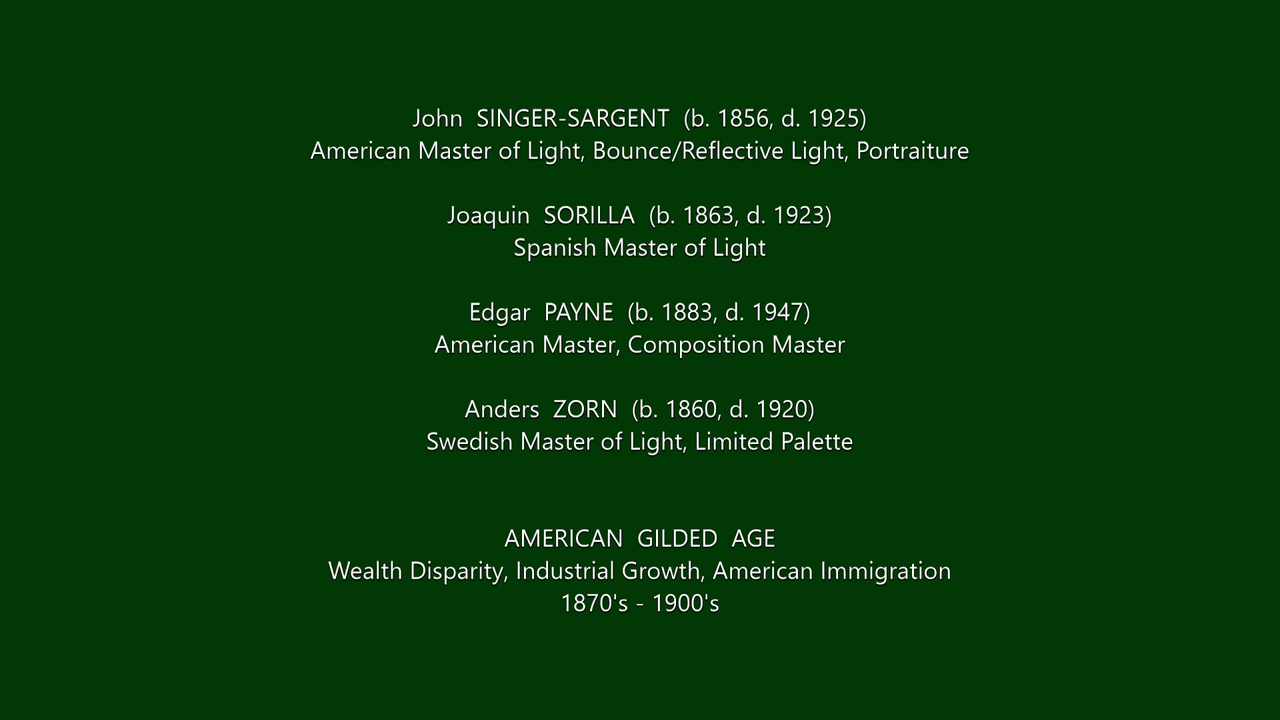 John SINGER-SARGENT (b. 1856, d. 1925)
American Master of Light, Bounce/Reflective Light, Portraiture
Joaquin SORILLA (b. 1863, d. 1923)
Spanish Master of Light
Edgar PAYNE (b. 1883, d. 1947)
American Master, Composition Master
Anders ZORN (b. 1860, d. 1920)
Swedish Master of Light, Limited Palette
AMERICAN GILDED AGE
Wealth Disparity, Industrial Growth, American Immigration
1870's - 1900's